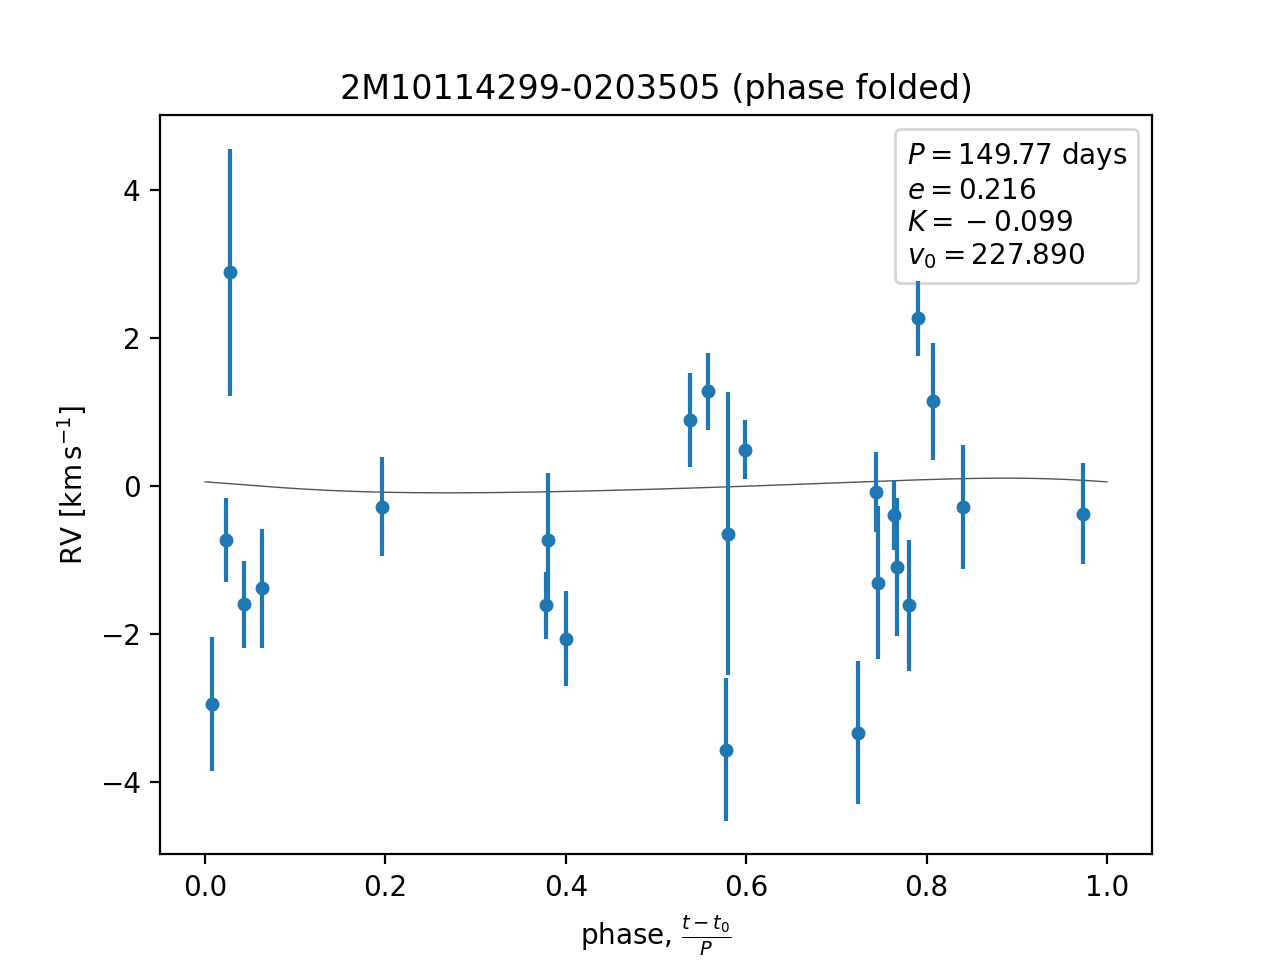 2M10114299-0203505 (phase folded)
P = 149.77 days
e = 0.216
K = −0.099
v₀ = 227.890
RV [km s⁻¹]
4
2
0
−2
−4
0.0 0.2 0.4 0.6 0.8 1.0
phase, (t − t₀)/P